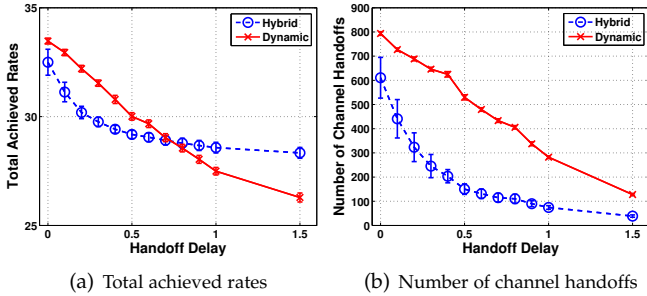 Total Achieved Rates
35
30
25
Hybrid
Dynamic
0 0.5 1 1.5
Handoff Delay
(a) Total achieved rates
Number of Channel Handoffs
900
800
700
600
500
400
300
200
100
0
Hybrid
Dynamic
0 0.5 1 1.5
Handoff Delay
(b) Number of channel handoffs